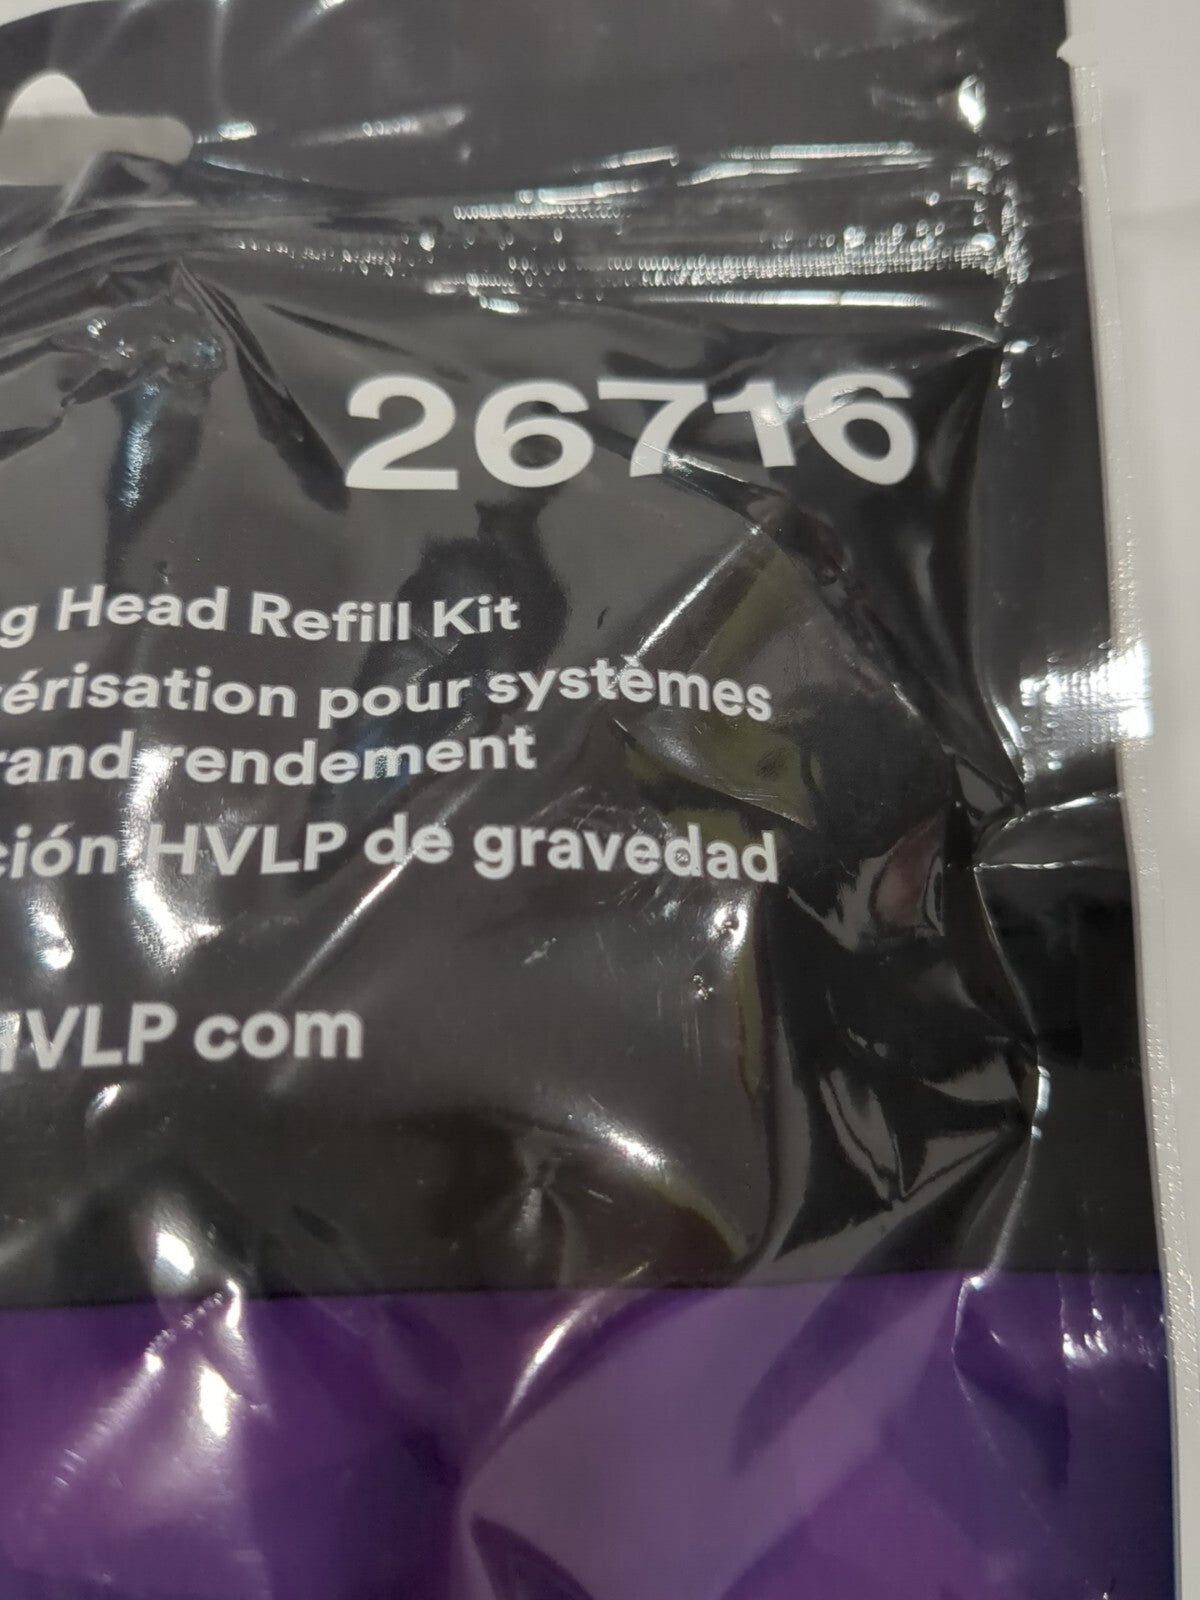 26716
g Head Refill Kit
érisation pour systèmes
rand rendement
ción HVLP de gravedad
HVLP com